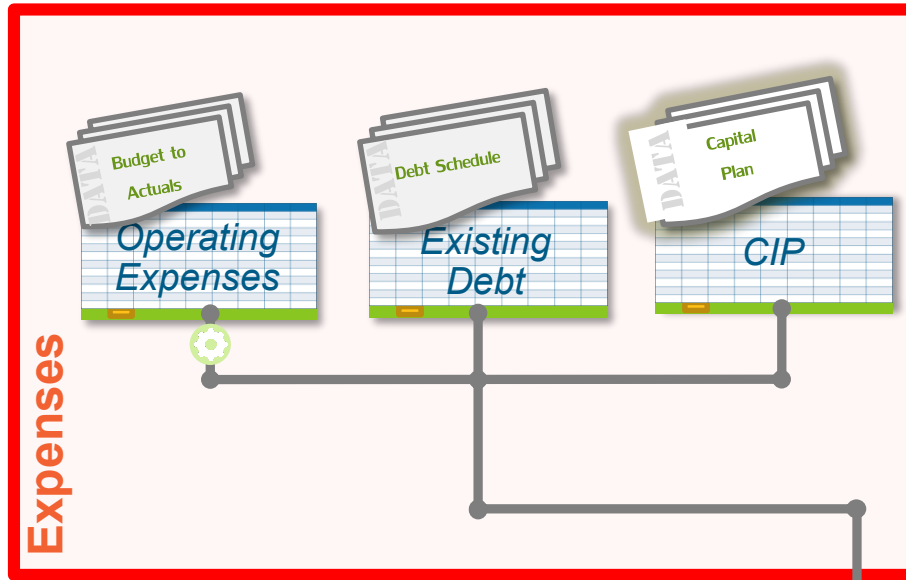 DATA
Budget to
Actuals
DATA
Debt Schedule
DATA
Capital
Plan
Operating
Expenses
Existing
Debt
CIP
Expenses